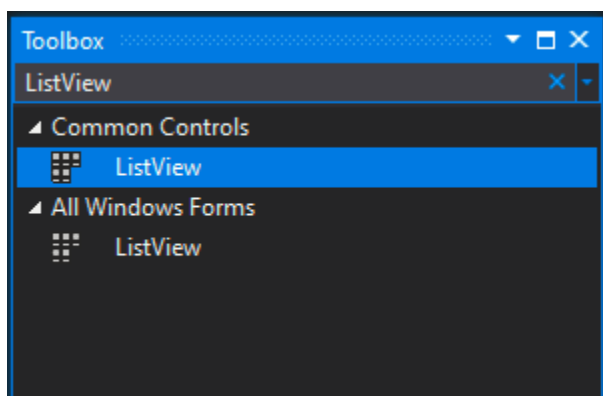 Toolbox
ListView
Common Controls
ListView
All Windows Forms
ListView